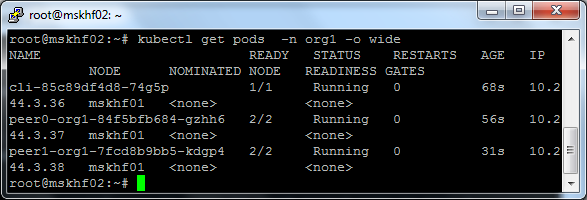 root@mskhf02: ~
root@mskhf02:~# kubectl get pods  -n org1 -o wide
NAME                         READY   STATUS    RESTARTS   AGE   IP
       NODE      NOMINATED NODE   READINESS GATES
cli-85c89df4d8-74g5p         1/1     Running   0          68s   10.2
44.3.36   mskhf01   <none>           <none>
peer0-org1-84f5bfb684-gzhh6   2/2     Running   0          56s   10.2
44.3.37   mskhf01   <none>           <none>
peer1-org1-7fcd8b9bb5-kdgp4   2/2     Running   0          31s   10.2
44.3.38   mskhf01   <none>           <none>
root@mskhf02:~#